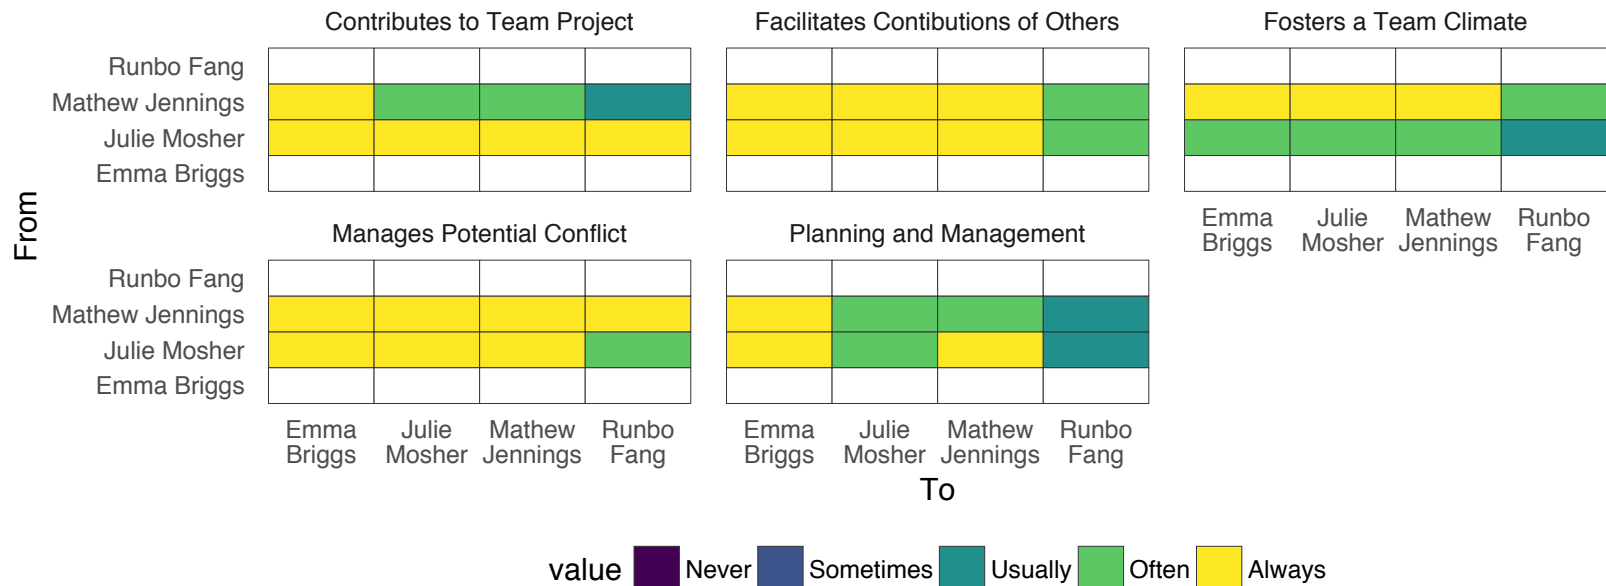 Contributes to Team Project
Facilitates Contibutions of Others
Fosters a Team Climate
Runbo Fang
Mathew Jennings
Julie Mosher
Emma Briggs
Emma Briggs
Julie Mosher
Mathew Jennings
Runbo Fang
From
Manages Potential Conflict
Planning and Management
Runbo Fang
Mathew Jennings
Julie Mosher
Emma Briggs
Emma Briggs
Julie Mosher
Mathew Jennings
Runbo Fang
Emma Briggs
Julie Mosher
Mathew Jennings
Runbo Fang
To
value Never Sometimes Usually Often Always